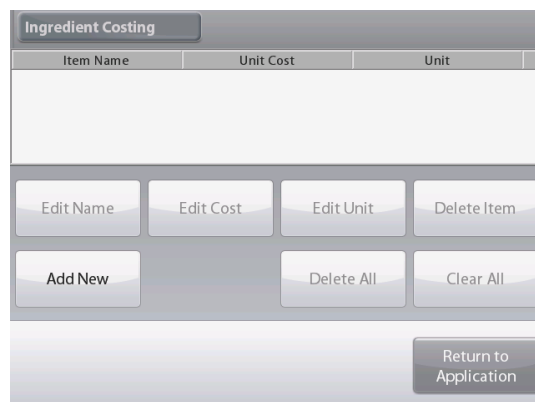 Ingredient Costing
Item Name Unit Cost Unit
Edit Name Edit Cost Edit Unit Delete Item
Add New Delete All Clear All
Return to
Application